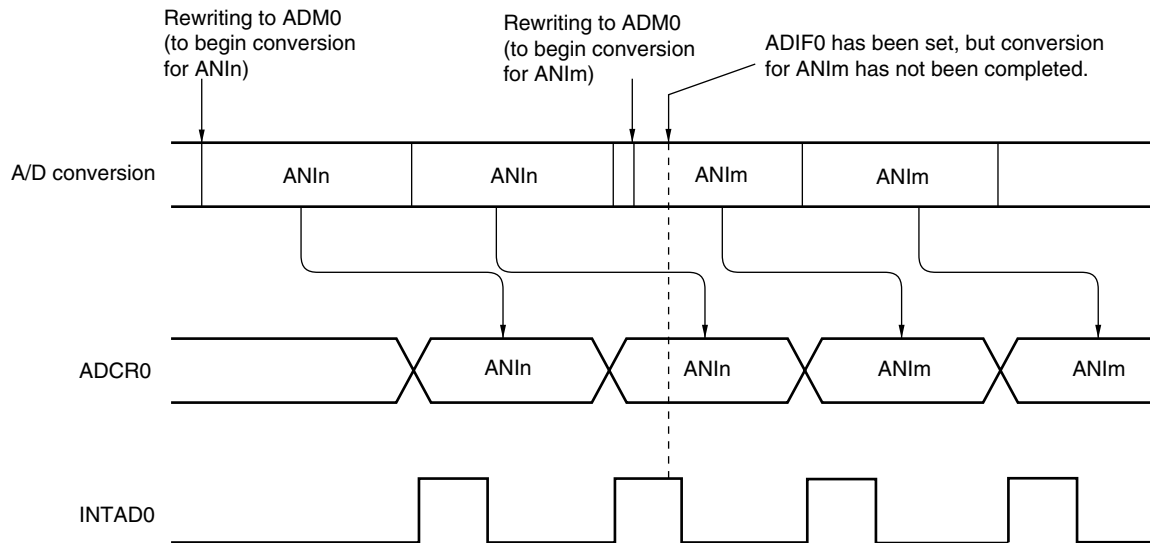 Rewriting to ADM0
(to begin conversion
for ANIn)
Rewriting to ADM0
(to begin conversion
for ANIm)
ADIF0 has been set, but conversion
for ANIm has not been completed.
A/D conversion
ANIn
ANIn
ANIm
ANIm
ADCR0
ANIn
ANIn
ANIm
ANIm
INTAD0